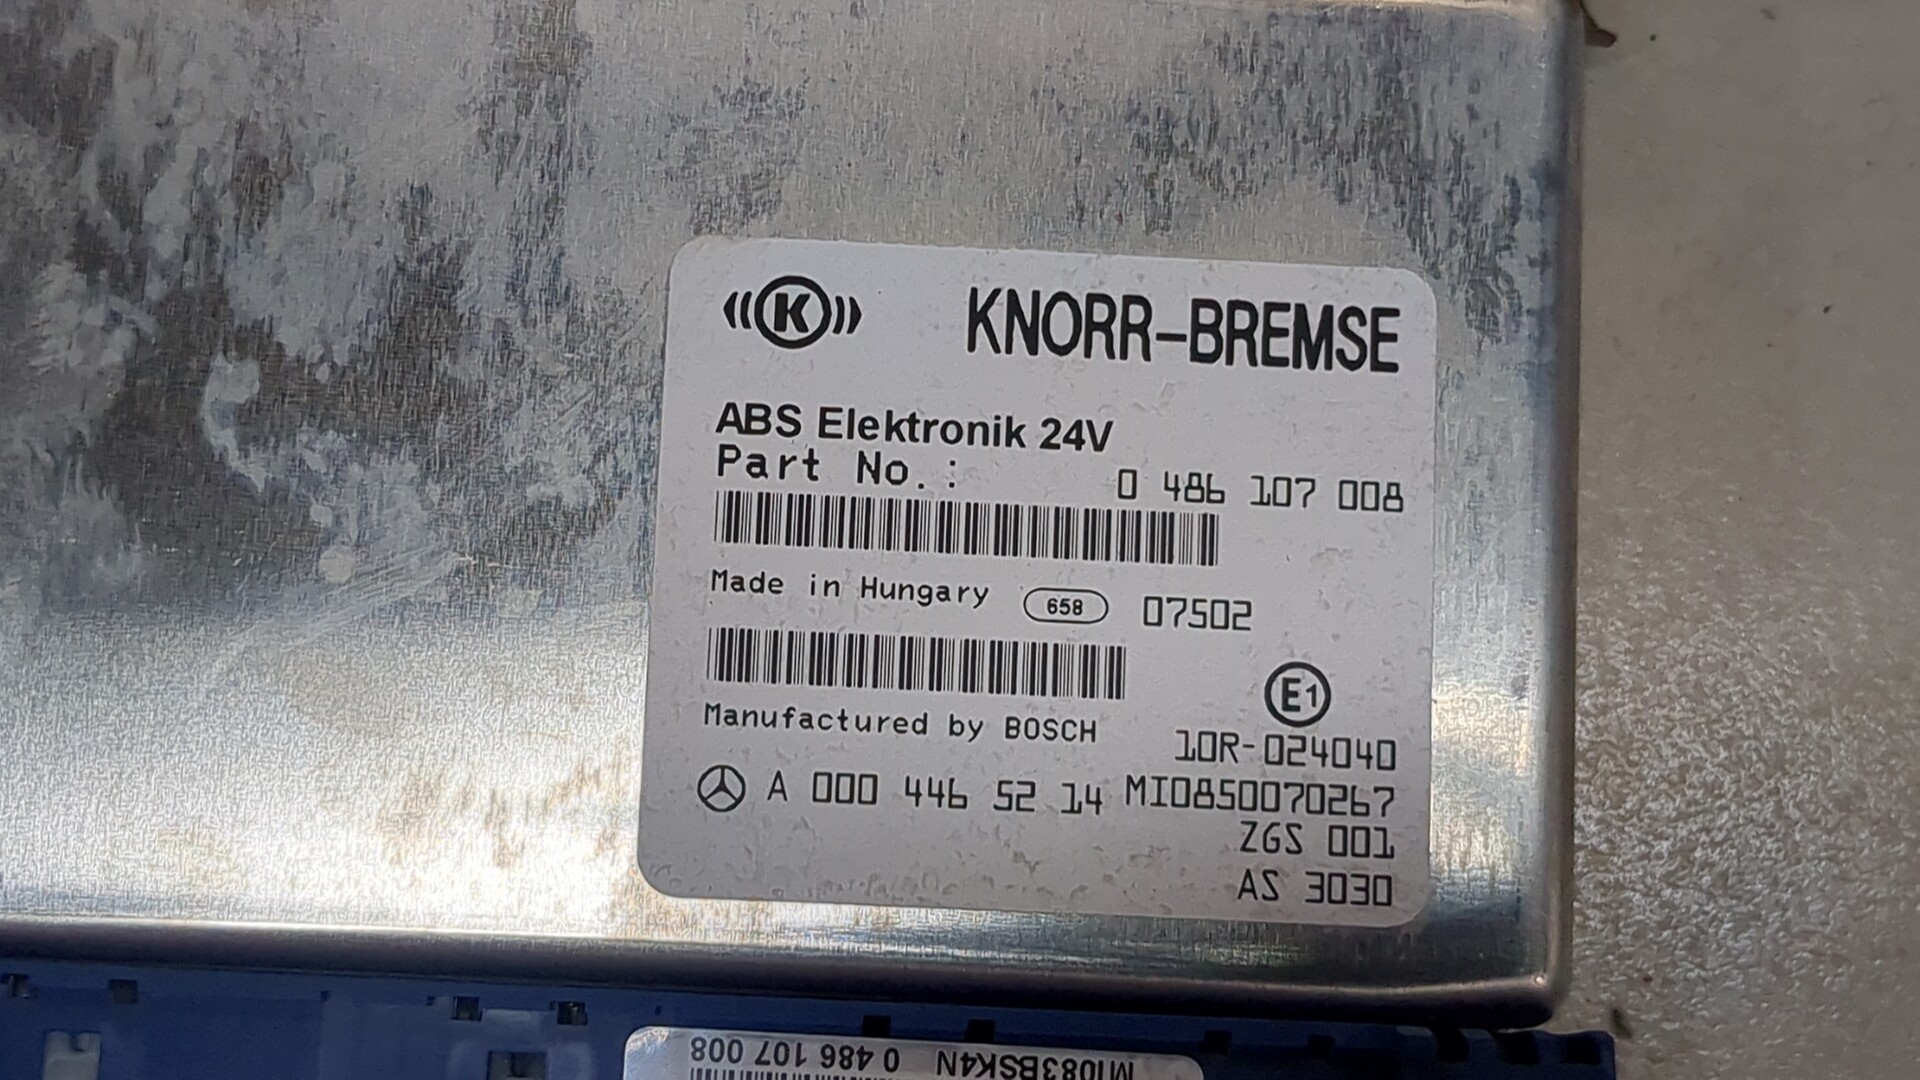 K KNORR-BREMSE
ABS Elektronik 24V
Part No.: 0 486 107 008
Made in Hungary 658 07502
E1
Manufactured by BOSCH 10R-024040
A 000 446 52 14 MI0850070267
ZGS 001
AS 3030
MI083BSK4N 0 486 107 008